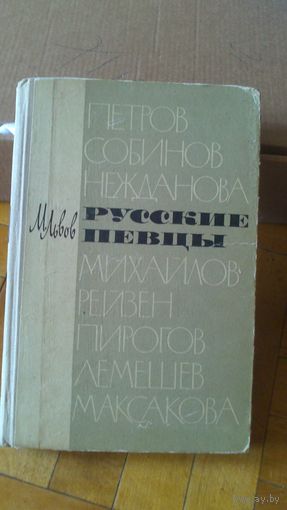 ПЕТРОВ
СОБИНОВ
НЕЖДАНОВА
М. Львов
РУССКИЕ
ПЕВЦЫ
МИХАЙЛОВ
РЕЙЗЕН
ПИРОГОВ
ЛЕМЕШЕВ
МАКСАКОВА